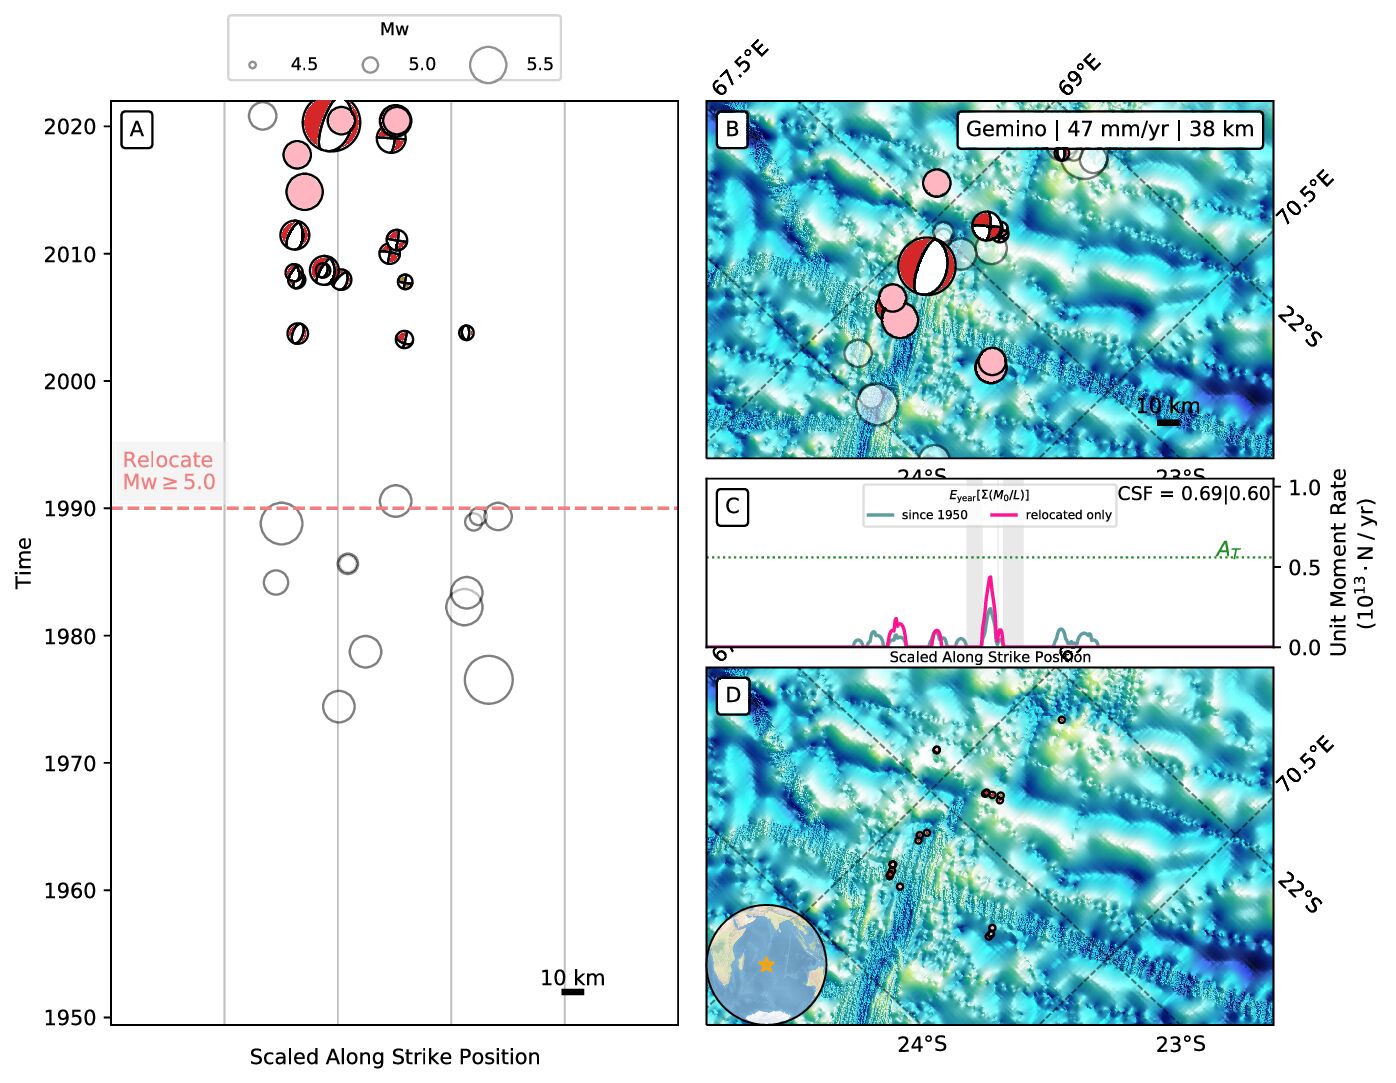 Mw
4.5 5.0 5.5
A
2020
2010
2000
1990
1980
1970
1960
1950
Time
Relocate
Mw ≥ 5.0
10 km
Scaled Along Strike Position
67.5°E
69°E
B
Gemino | 47 mm/yr | 38 km
70.5°E
22°S
10 km
24°S 23°S
C
E_year[Σ(M₀/L)]
since 1950 relocated only
CSF = 0.69|0.60
A_T
1.0
0.5
0.0
Unit Moment Rate
(10¹³ · N / yr)
Scaled Along Strike Position
D
70.5°E
22°S
24°S 23°S